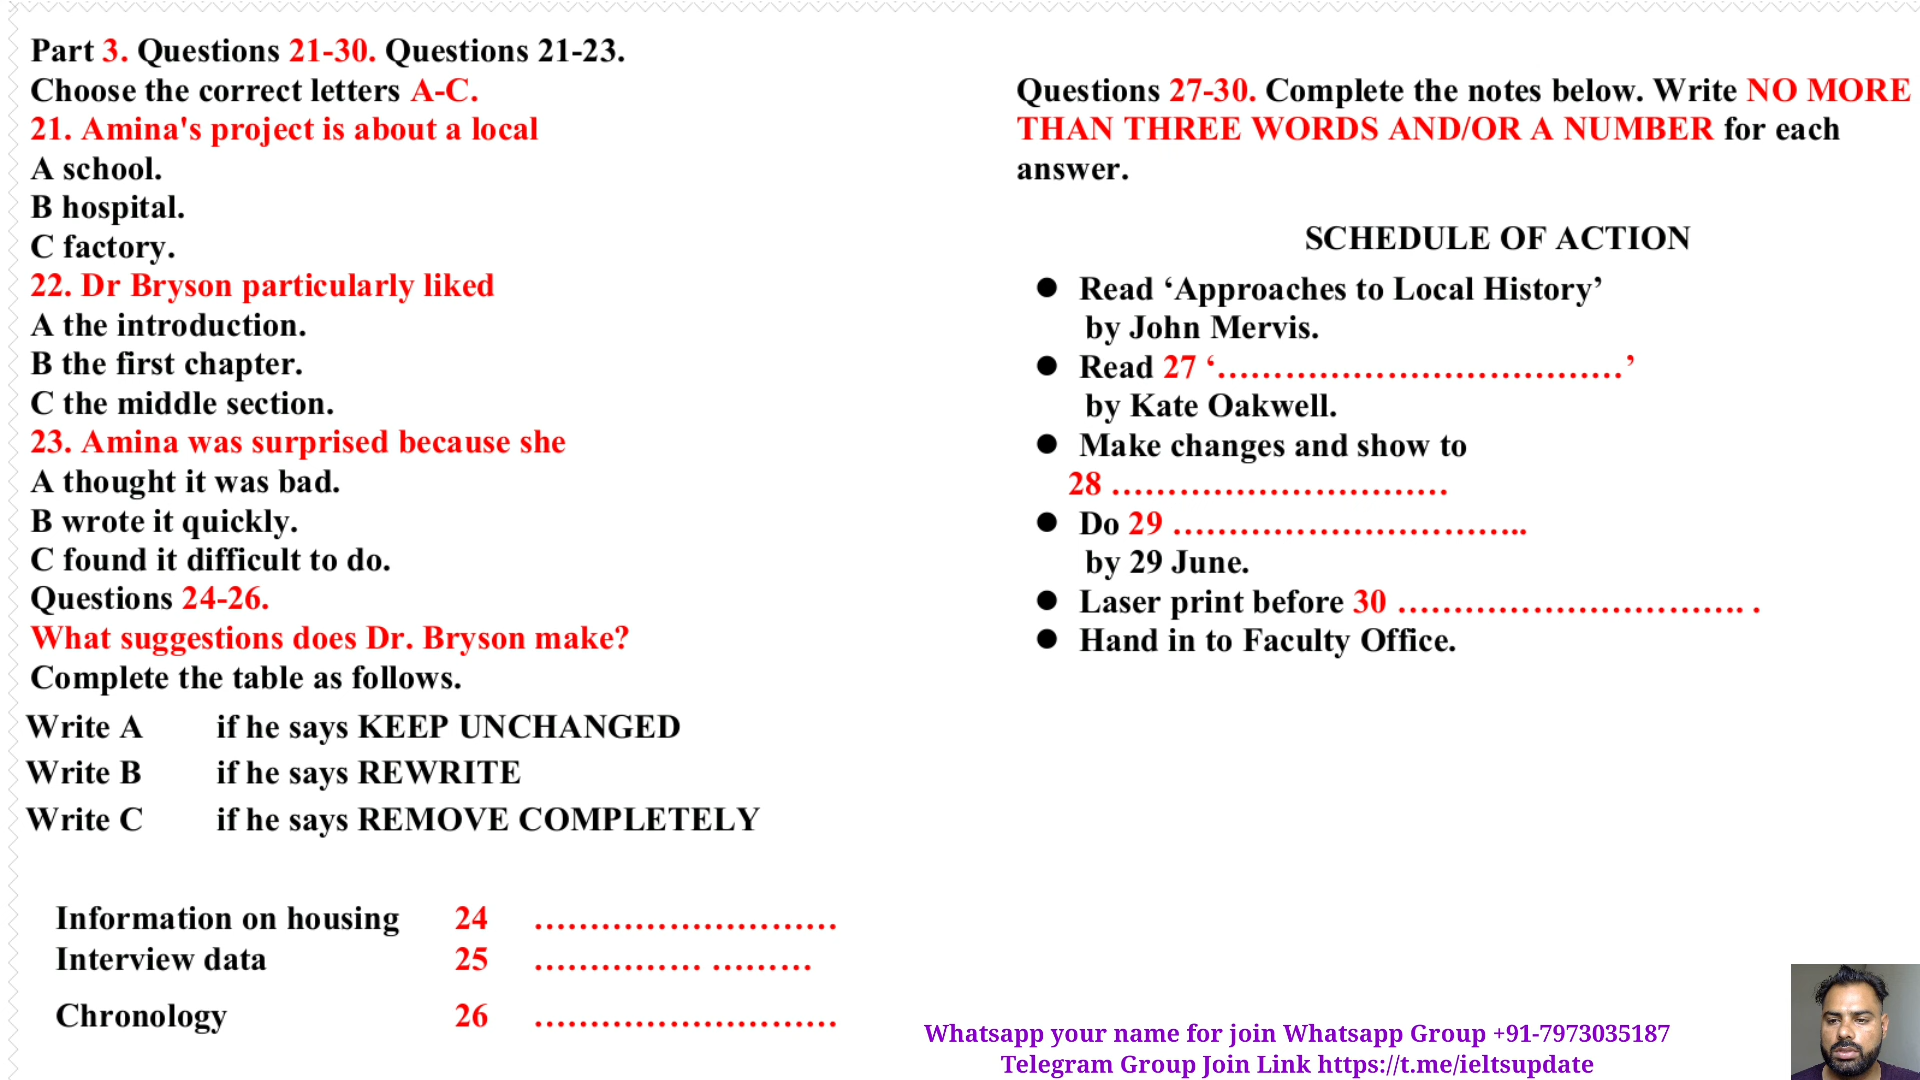 Part 3. Questions 21-30. Questions 21-23.
Choose the correct letters A-C.
21. Amina's project is about a local
A school.
B hospital.
C factory.
22. Dr Bryson particularly liked
A the introduction.
B the first chapter.
C the middle section.
23. Amina was surprised because she
A thought it was bad.
B wrote it quickly.
C found it difficult to do.
Questions 24-26.
What suggestions does Dr. Bryson make?
Complete the table as follows.
Write A if he says KEEP UNCHANGED
Write B if he says REWRITE
Write C if he says REMOVE COMPLETELY
Information on housing 24 ………………………
Interview data 25 …………… ………
Chronology 26 ………………………
Questions 27-30. Complete the notes below. Write NO MORE
THAN THREE WORDS AND/OR A NUMBER for each
answer.
SCHEDULE OF ACTION
● Read ‘Approaches to Local History’
by John Mervis.
● Read 27 ‘………………………………’
by Kate Oakwell.
● Make changes and show to
28 …………………………
● Do 29 …………………………..
by 29 June.
● Laser print before 30 …………………………. .
● Hand in to Faculty Office.
Whatsapp your name for join Whatsapp Group +91-7973035187
Telegram Group Join Link https://t.me/ieltsupdate